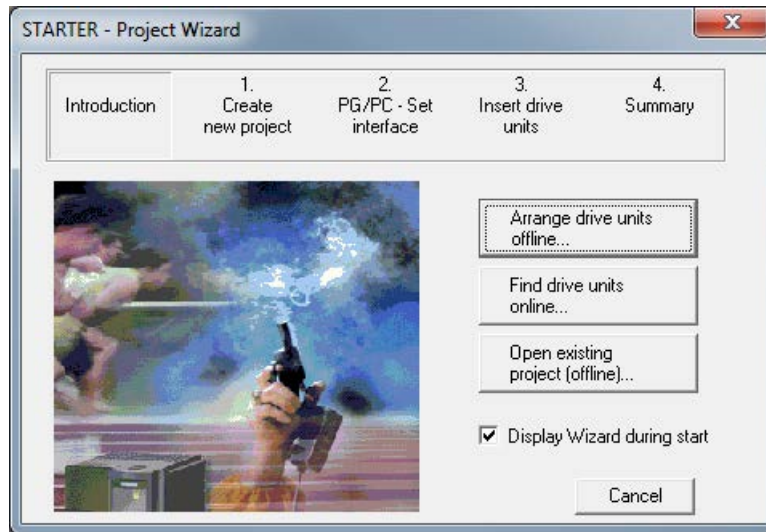 STARTER - Project Wizard
Introduction
1.
Create
new project
2.
PG/PC - Set
interface
3.
Insert drive
units
4.
Summary
Arrange drive units
offline...
Find drive units
online...
Open existing
project (offline)...
Display Wizard during start
Cancel